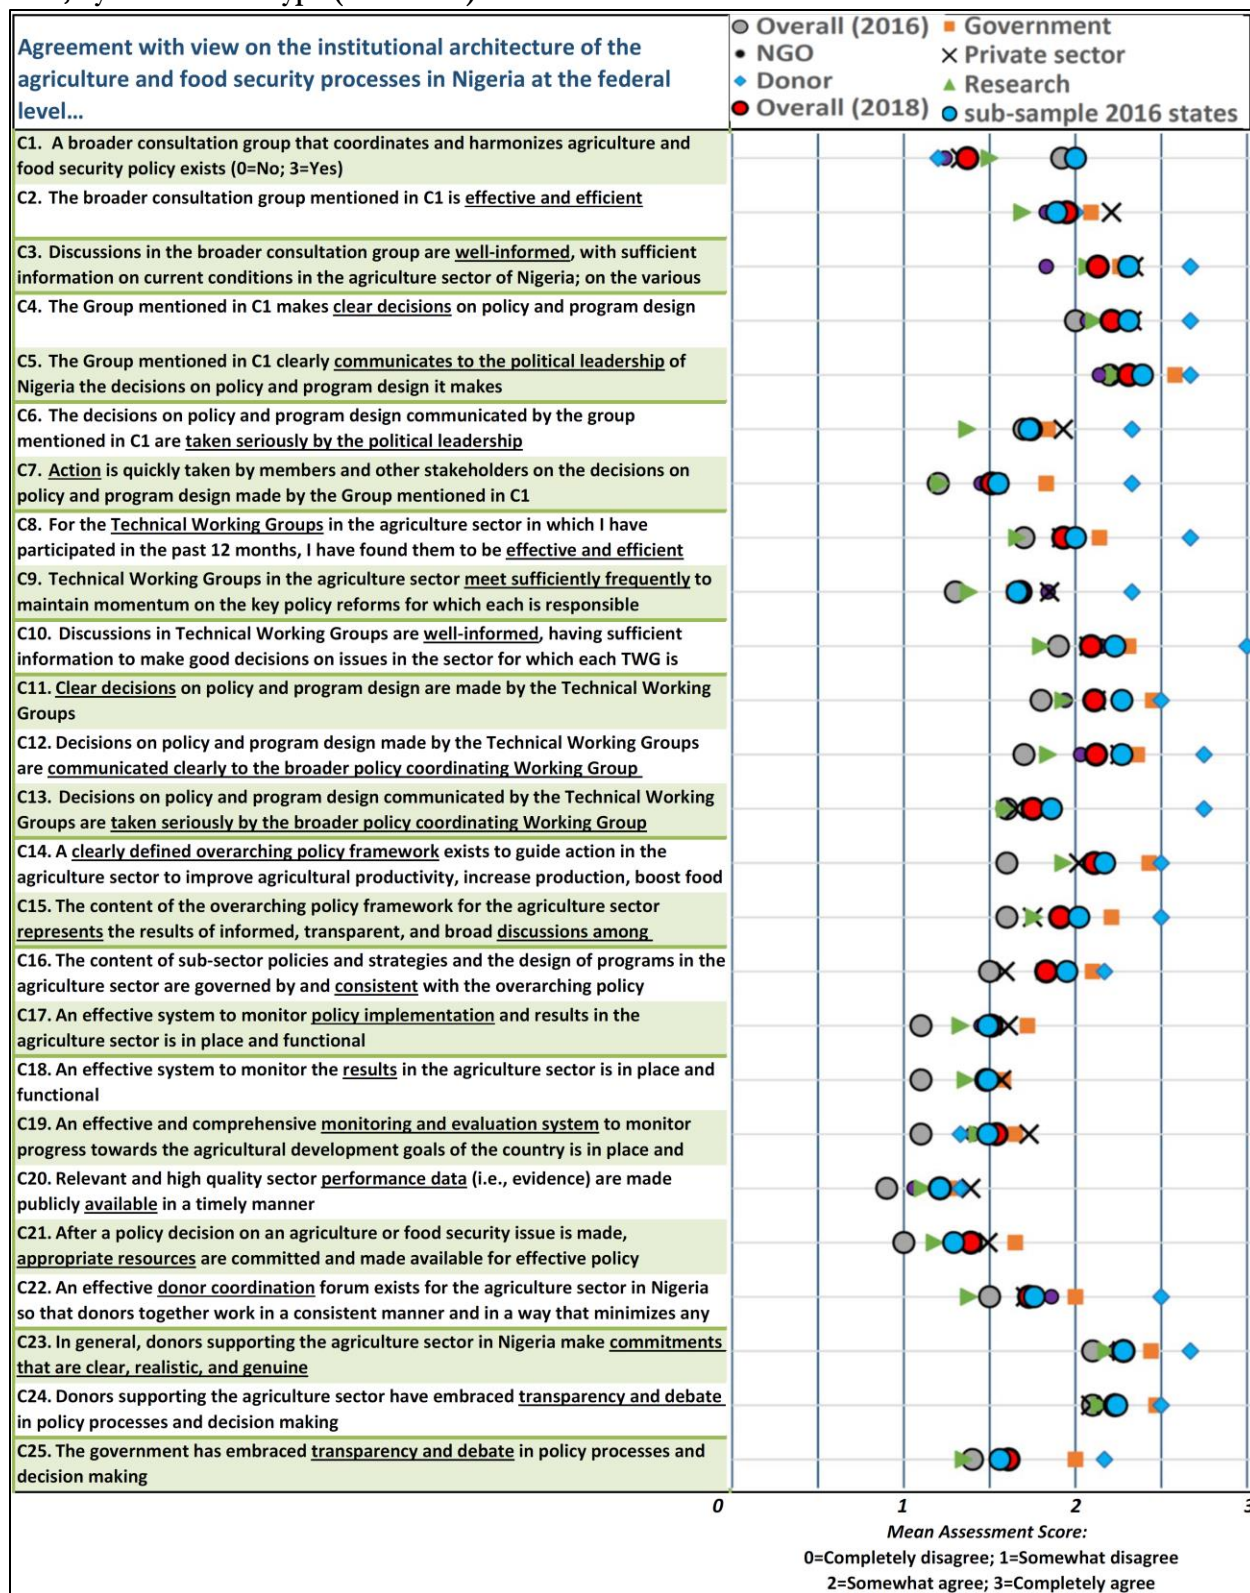 Agreement with view on the institutional architecture of the
agriculture and food security processes in Nigeria at the federal
level…
Overall (2016)
Government
NGO
Private sector
Donor
Research
Overall (2018)
sub-sample 2016 states
C1. A broader consultation group that coordinates and harmonizes agriculture and
food security policy exists (0=No; 3=Yes)
C2. The broader consultation group mentioned in C1 is effective and efficient
C3. Discussions in the broader consultation group are well-informed, with sufficient
information on current conditions in the agriculture sector of Nigeria; on the various
C4. The Group mentioned in C1 makes clear decisions on policy and program design
C5. The Group mentioned in C1 clearly communicates to the political leadership of
Nigeria the decisions on policy and program design it makes
C6. The decisions on policy and program design communicated by the group
mentioned in C1 are taken seriously by the political leadership
C7. Action is quickly taken by members and other stakeholders on the decisions on
policy and program design made by the Group mentioned in C1
C8. For the Technical Working Groups in the agriculture sector in which I have
participated in the past 12 months, I have found them to be effective and efficient
C9. Technical Working Groups in the agriculture sector meet sufficiently frequently to
maintain momentum on the key policy reforms for which each is responsible
C10. Discussions in Technical Working Groups are well-informed, having sufficient
information to make good decisions on issues in the sector for which each TWG is
C11. Clear decisions on policy and program design are made by the Technical Working
Groups
C12. Decisions on policy and program design made by the Technical Working Groups
are communicated clearly to the broader policy coordinating Working Group
C13. Decisions on policy and program design communicated by the Technical Working
Groups are taken seriously by the broader policy coordinating Working Group
C14. A clearly defined overarching policy framework exists to guide action in the
agriculture sector to improve agricultural productivity, increase production, boost food
C15. The content of the overarching policy framework for the agriculture sector
represents the results of informed, transparent, and broad discussions among
C16. The content of sub-sector policies and strategies and the design of programs in the
agriculture sector are governed by and consistent with the overarching policy
C17. An effective system to monitor policy implementation and results in the
agriculture sector is in place and functional
C18. An effective system to monitor the results in the agriculture sector is in place and
functional
C19. An effective and comprehensive monitoring and evaluation system to monitor
progress towards the agricultural development goals of the country is in place and
C20. Relevant and high quality sector performance data (i.e., evidence) are made
publicly available in a timely manner
C21. After a policy decision on an agriculture or food security issue is made,
appropriate resources are committed and made available for effective policy
C22. An effective donor coordination forum exists for the agriculture sector in Nigeria
so that donors together work in a consistent manner and in a way that minimizes any
C23. In general, donors supporting the agriculture sector in Nigeria make commitments
that are clear, realistic, and genuine
C24. Donors supporting the agriculture sector have embraced transparency and debate
in policy processes and decision making
C25. The government has embraced transparency and debate in policy processes and
decision making
0 1 2 3
Mean Assessment Score:
0=Completely disagree; 1=Somewhat disagree
2=Somewhat agree; 3=Completely agree